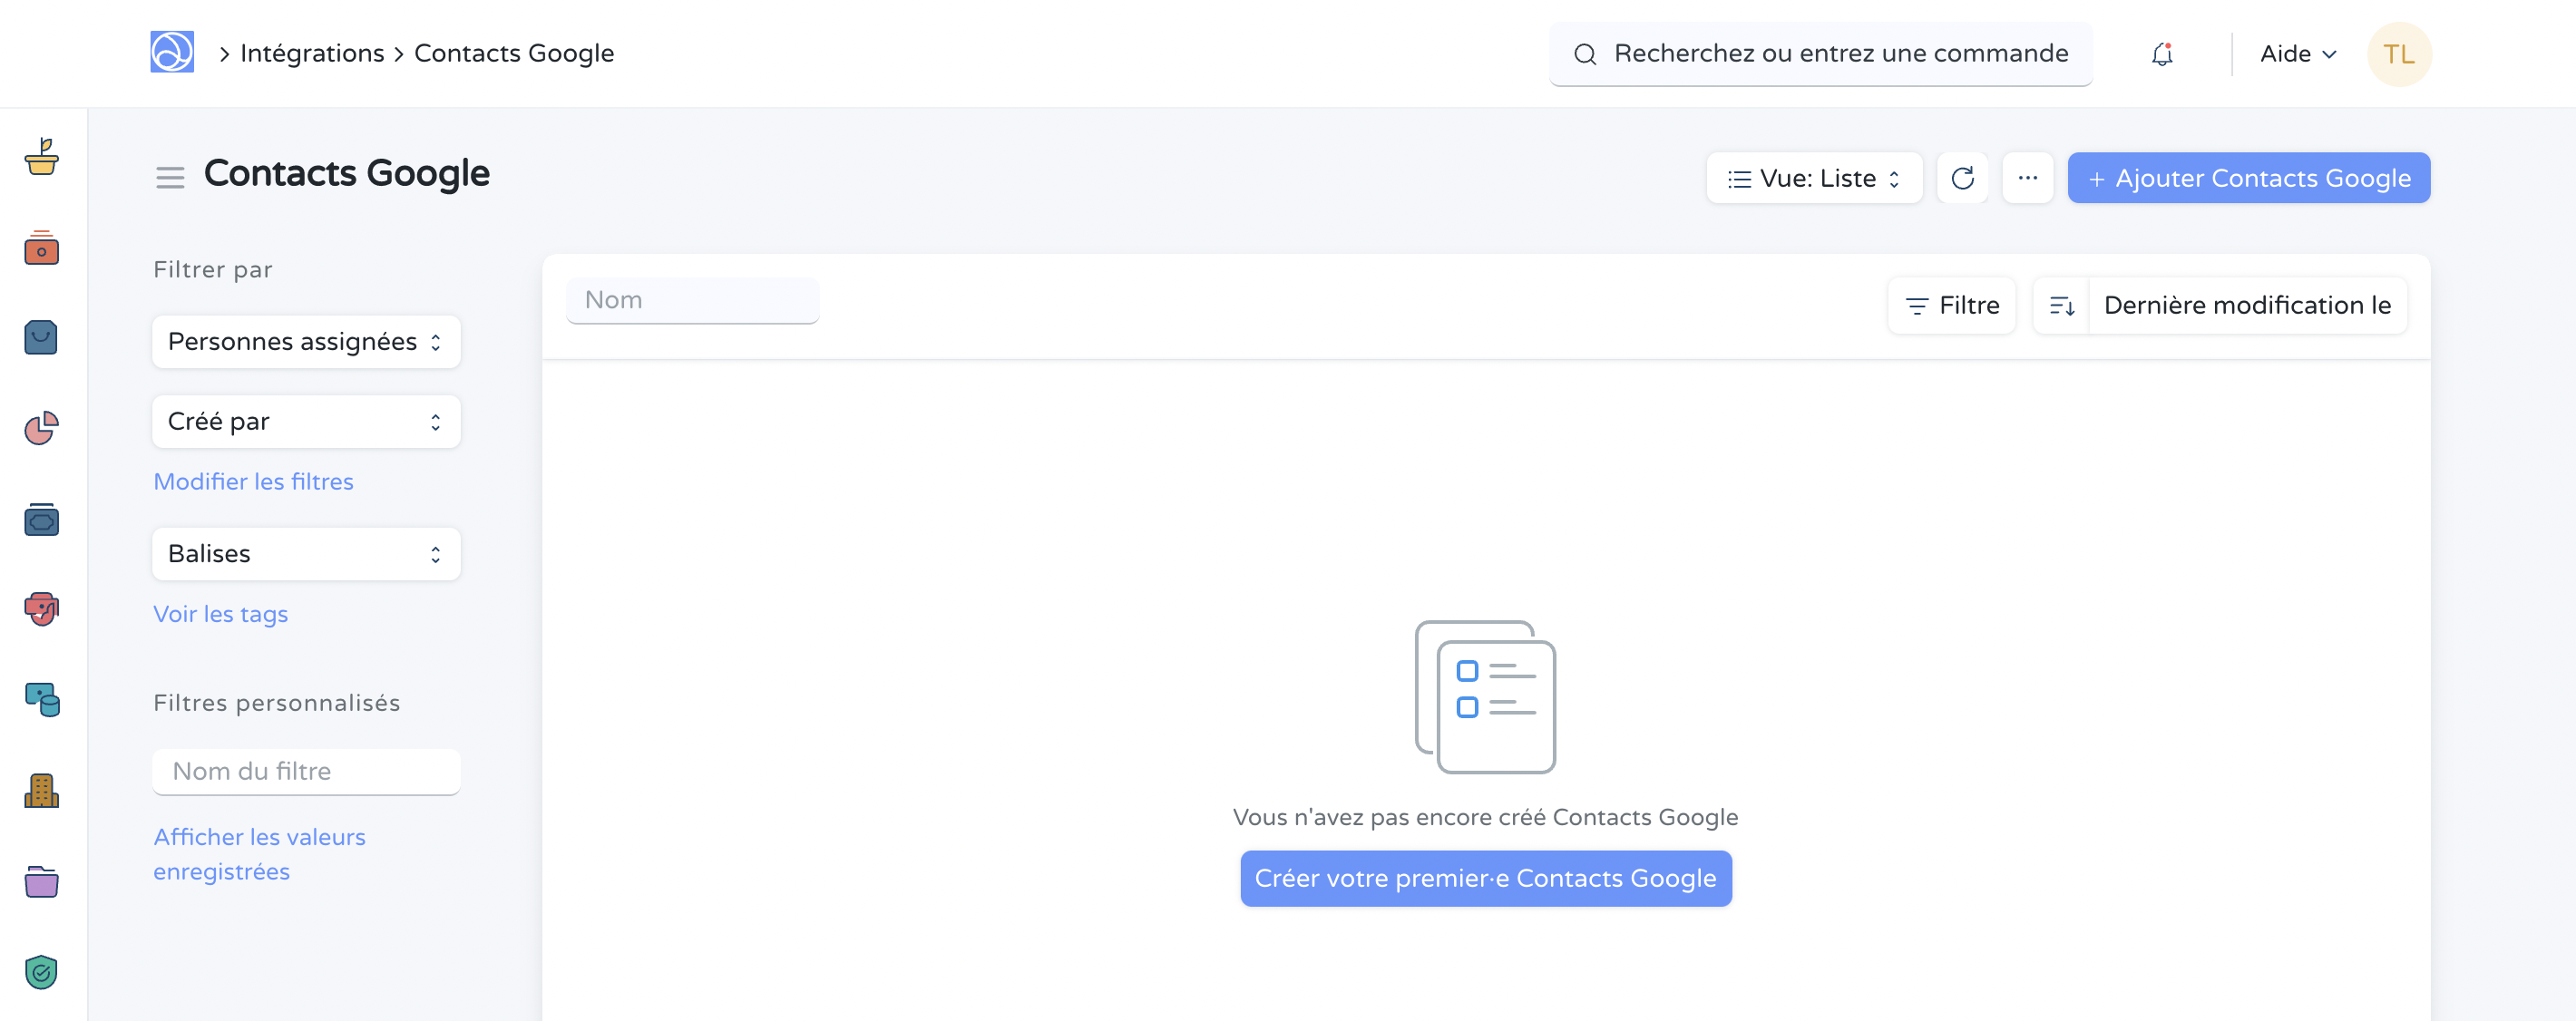 Intégrations
Contacts Google
Recherchez ou entrez une commande
Aide
TL
Contacts Google
Vue: Liste
Ajouter Contacts Google
Filtrer par
Personnes assignées
Créé par
Modifier les filtres
Balises
Voir les tags
Filtres personnalisés
Nom du filtre
Afficher les valeurs
enregistrées
Nom
Filtre
Dernière modification le
Vous n'avez pas encore créé Contacts Google
Créer votre premier·e Contacts Google